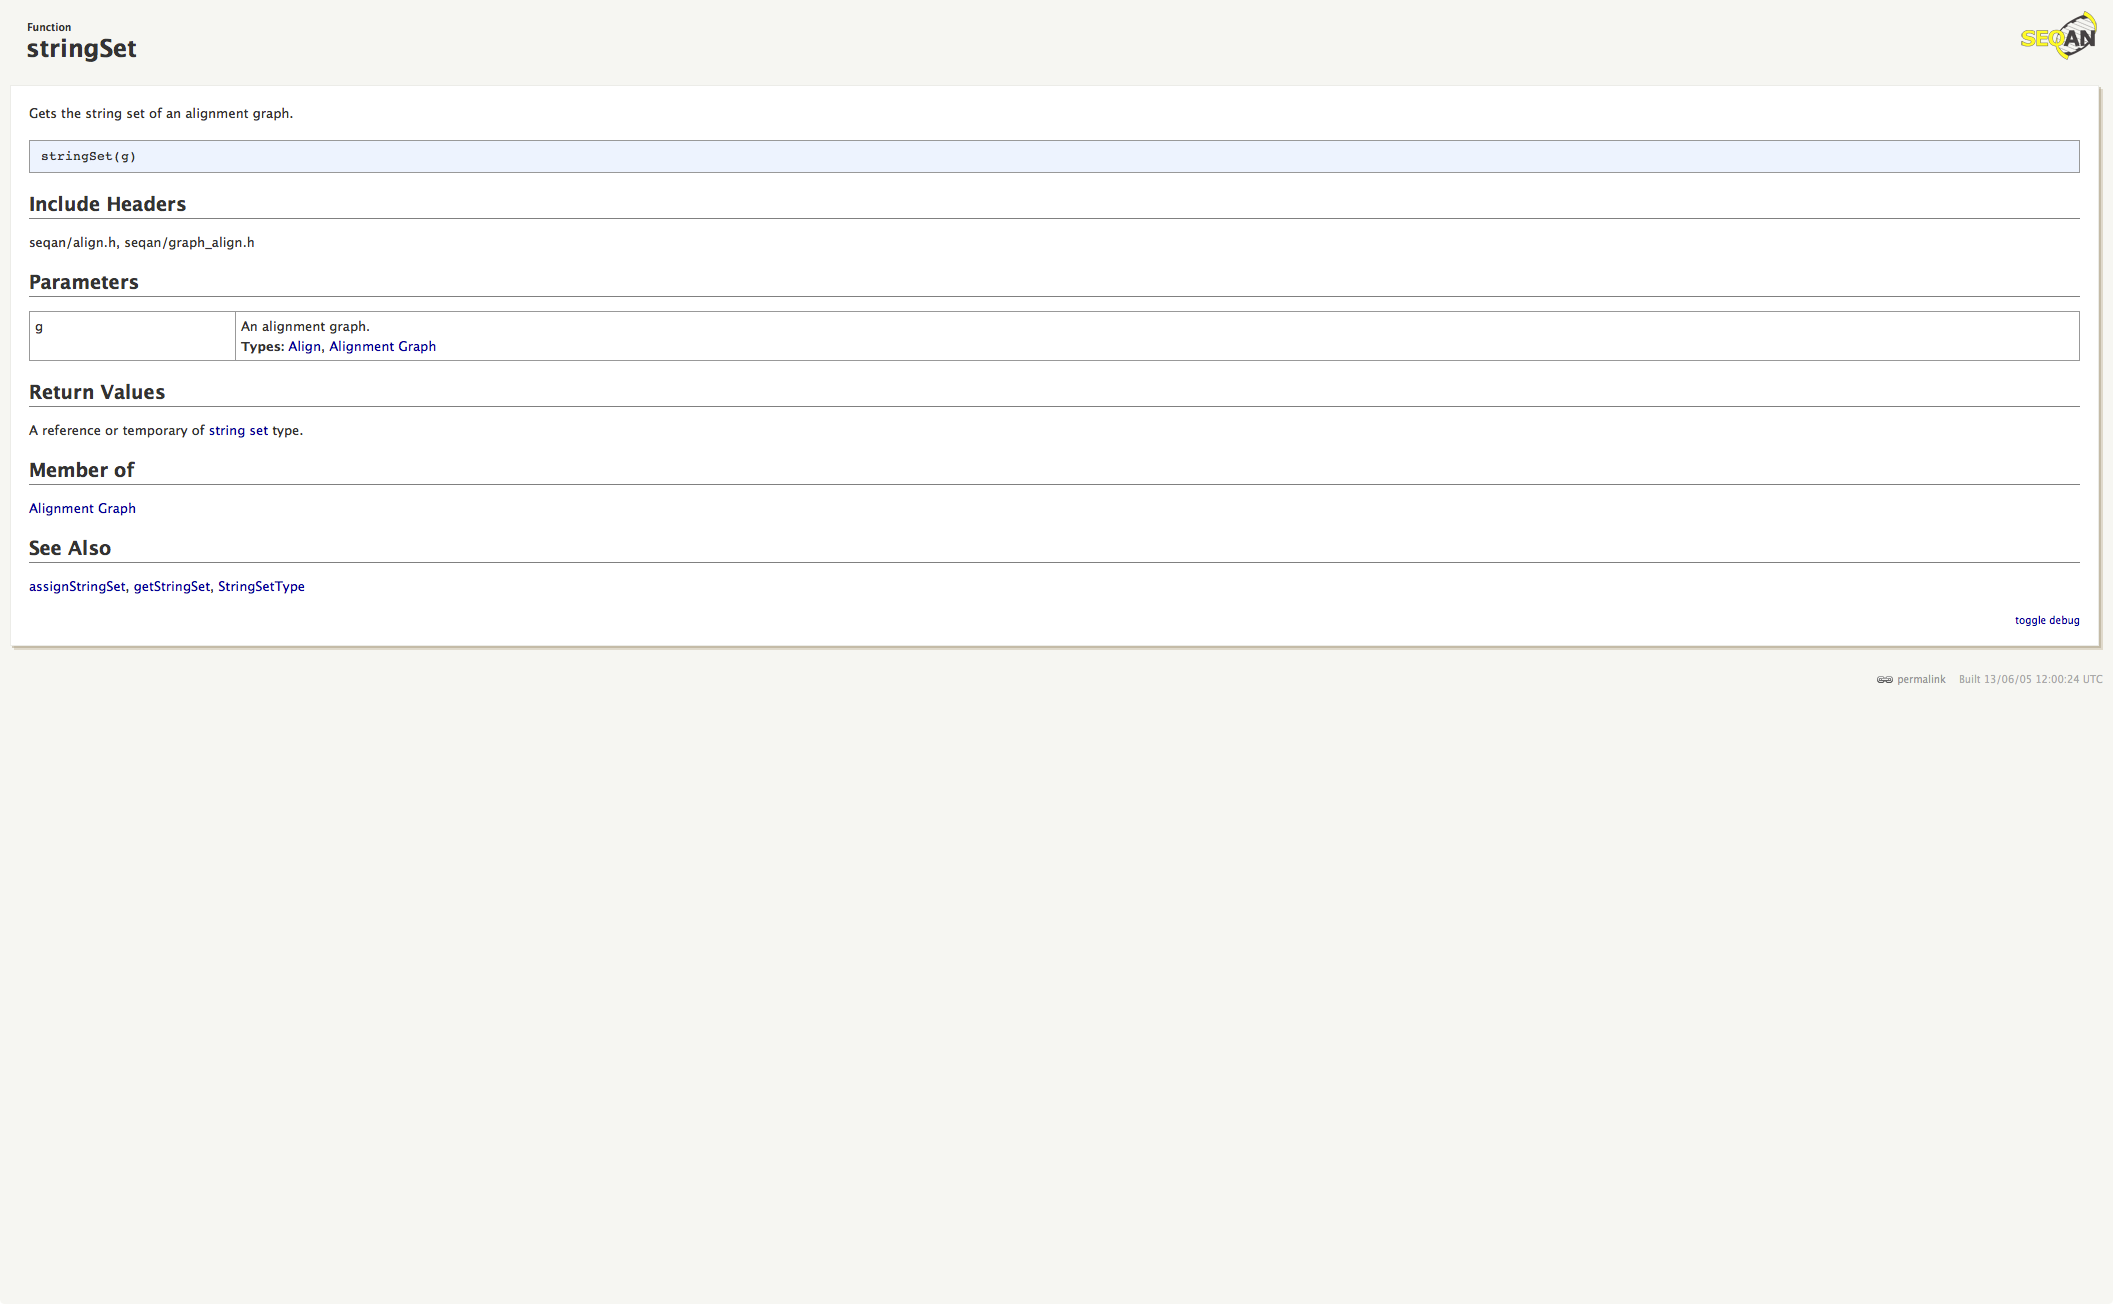 Function
stringSet
SEQAN
Gets the string set of an alignment graph.
stringSet(g)
Include Headers
seqan/align.h, seqan/graph_align.h
Parameters
g
An alignment graph.
Types: Align, Alignment Graph
Return Values
A reference or temporary of string set type.
Member of
Alignment Graph
See Also
assignStringSet, getStringSet, StringSetType
toggle debug
permalink Built 13/06/05 12:00:24 UTC